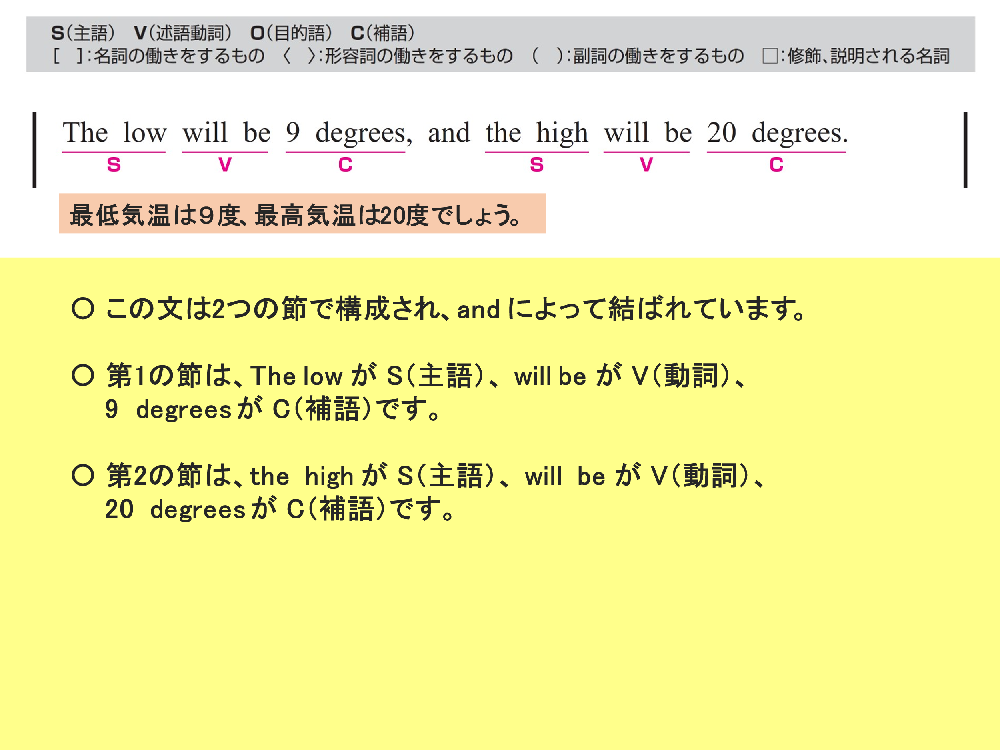 S（主語）　V（述語動詞）　O（目的語）　C（補語）
［　］：名詞の働きをするもの　〈　〉：形容詞の働きをするもの　（　）：副詞の働きをするもの　□：修飾、説明される名詞
The low will be 9 degrees, and the high will be 20 degrees.
S V C S V C
最低気温は９度、最高気温は20度でしょう。
○ この文は2つの節で構成され、and によって結ばれています。
○ 第1の節は、The low が S（主語）、will be が V（動詞）、
9 degrees が C（補語）です。
○ 第2の節は、the high が S（主語）、will be が V（動詞）、
20 degrees が C（補語）です。